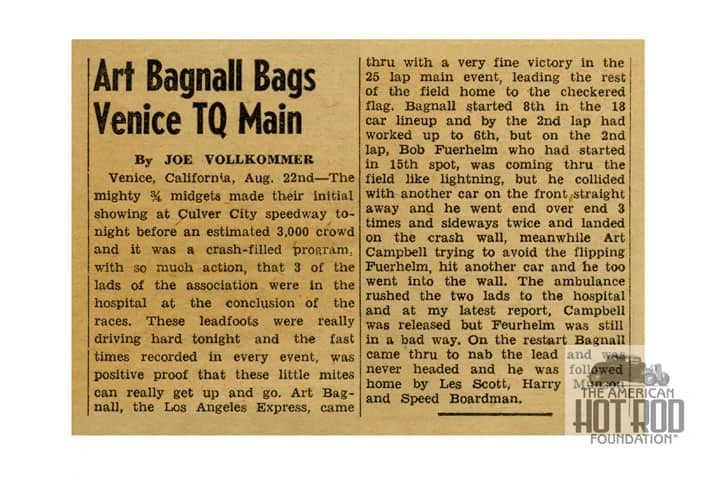 Art Bagnall Bags
Venice TQ Main
By JOE VOLLKOMMER
Venice, California, Aug. 22nd—The
mighty ¾ midgets made their initial
showing at Culver City speedway to-
night before an estimated 3,000 crowd
and it was a crash-filled program,
with so much action, that 3 of the
lads of the association were in the
hospital at the conclusion of the
races. These leadfoots were really
driving hard tonight and the fast
times recorded in every event, was
positive proof that these little mites
can really get up and go. Art Bag-
nall, the Los Angeles Express, came
thru with a very fine victory in the
25 lap main event, leading the rest
of the field home to the checkered
flag. Bagnall started 8th in the 18
car lineup and by the 2nd lap had
worked up to 6th, but on the 2nd
lap, Bob Fuerhelm who had started
in 15th spot, was coming thru the
field like lightning, but he collided
with another car on the front straight
away and he went end over end 3
times and sideways twice and landed
on the crash wall, meanwhile Art
Campbell trying to avoid the flipping
Fuerhelm, hit another car and he too
went into the wall. The ambulance
rushed the two lads to the hospital
and at my latest report, Campbell
was released but Feurhelm was still
in a bad way. On the restart Bagnall
came thru to nab the lead and was
never headed and he was followed
home by Les Scott, Harry
and Speed Boardman.
THE AMERICAN
HOT ROD
FOUNDATION™